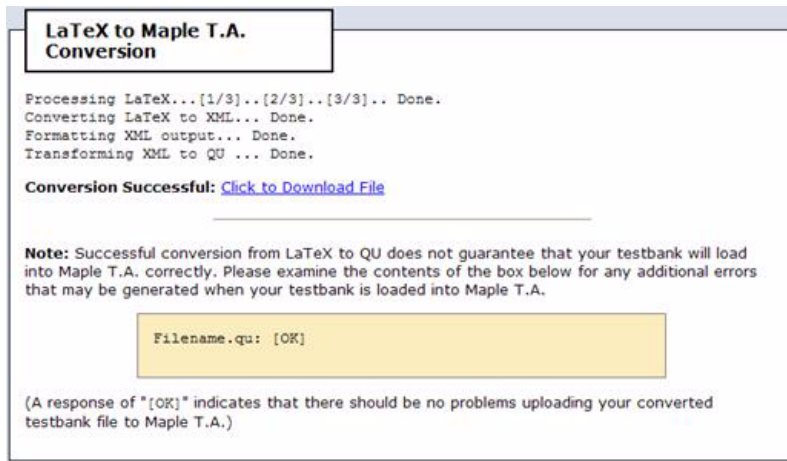 LaTeX to Maple T.A.
Conversion
Processing LaTeX...[1/3]..[2/3]..[3/3].. Done.
Converting LaTeX to XML... Done.
Formatting XML output... Done.
Transforming XML to QU ... Done.
Conversion Successful: Click to Download File
Note: Successful conversion from LaTeX to QU does not guarantee that your testbank will load
into Maple T.A. correctly. Please examine the contents of the box below for any additional errors
that may be generated when your testbank is loaded into Maple T.A.
Filename.qu: [OK]
(A response of "[OK]" indicates that there should be no problems uploading your converted
testbank file to Maple T.A.)